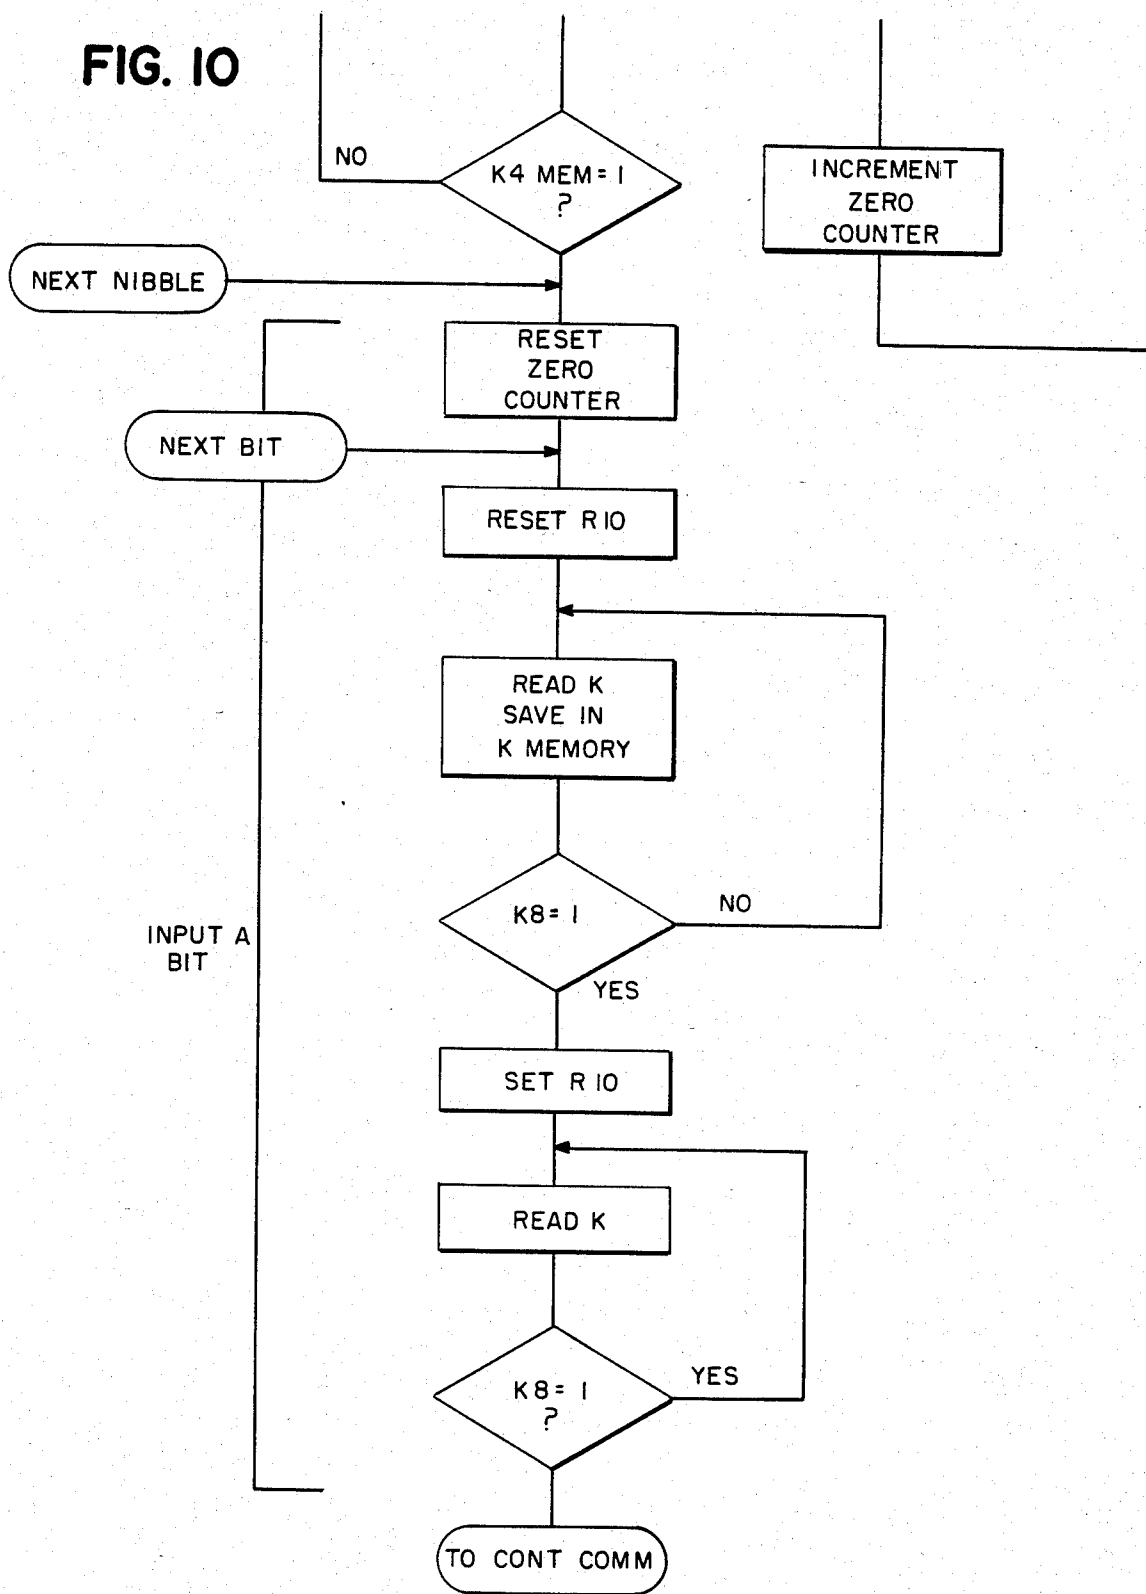 FIG. 10
NO
K4 MEM = 1
?
INCREMENT
ZERO
COUNTER
NEXT NIBBLE
RESET
ZERO
COUNTER
NEXT BIT
RESET R10
READ K
SAVE IN
K MEMORY
K8 = 1
NO
YES
INPUT A
BIT
SET R10
READ K
K8 = 1
?
YES
TO CONT COMM